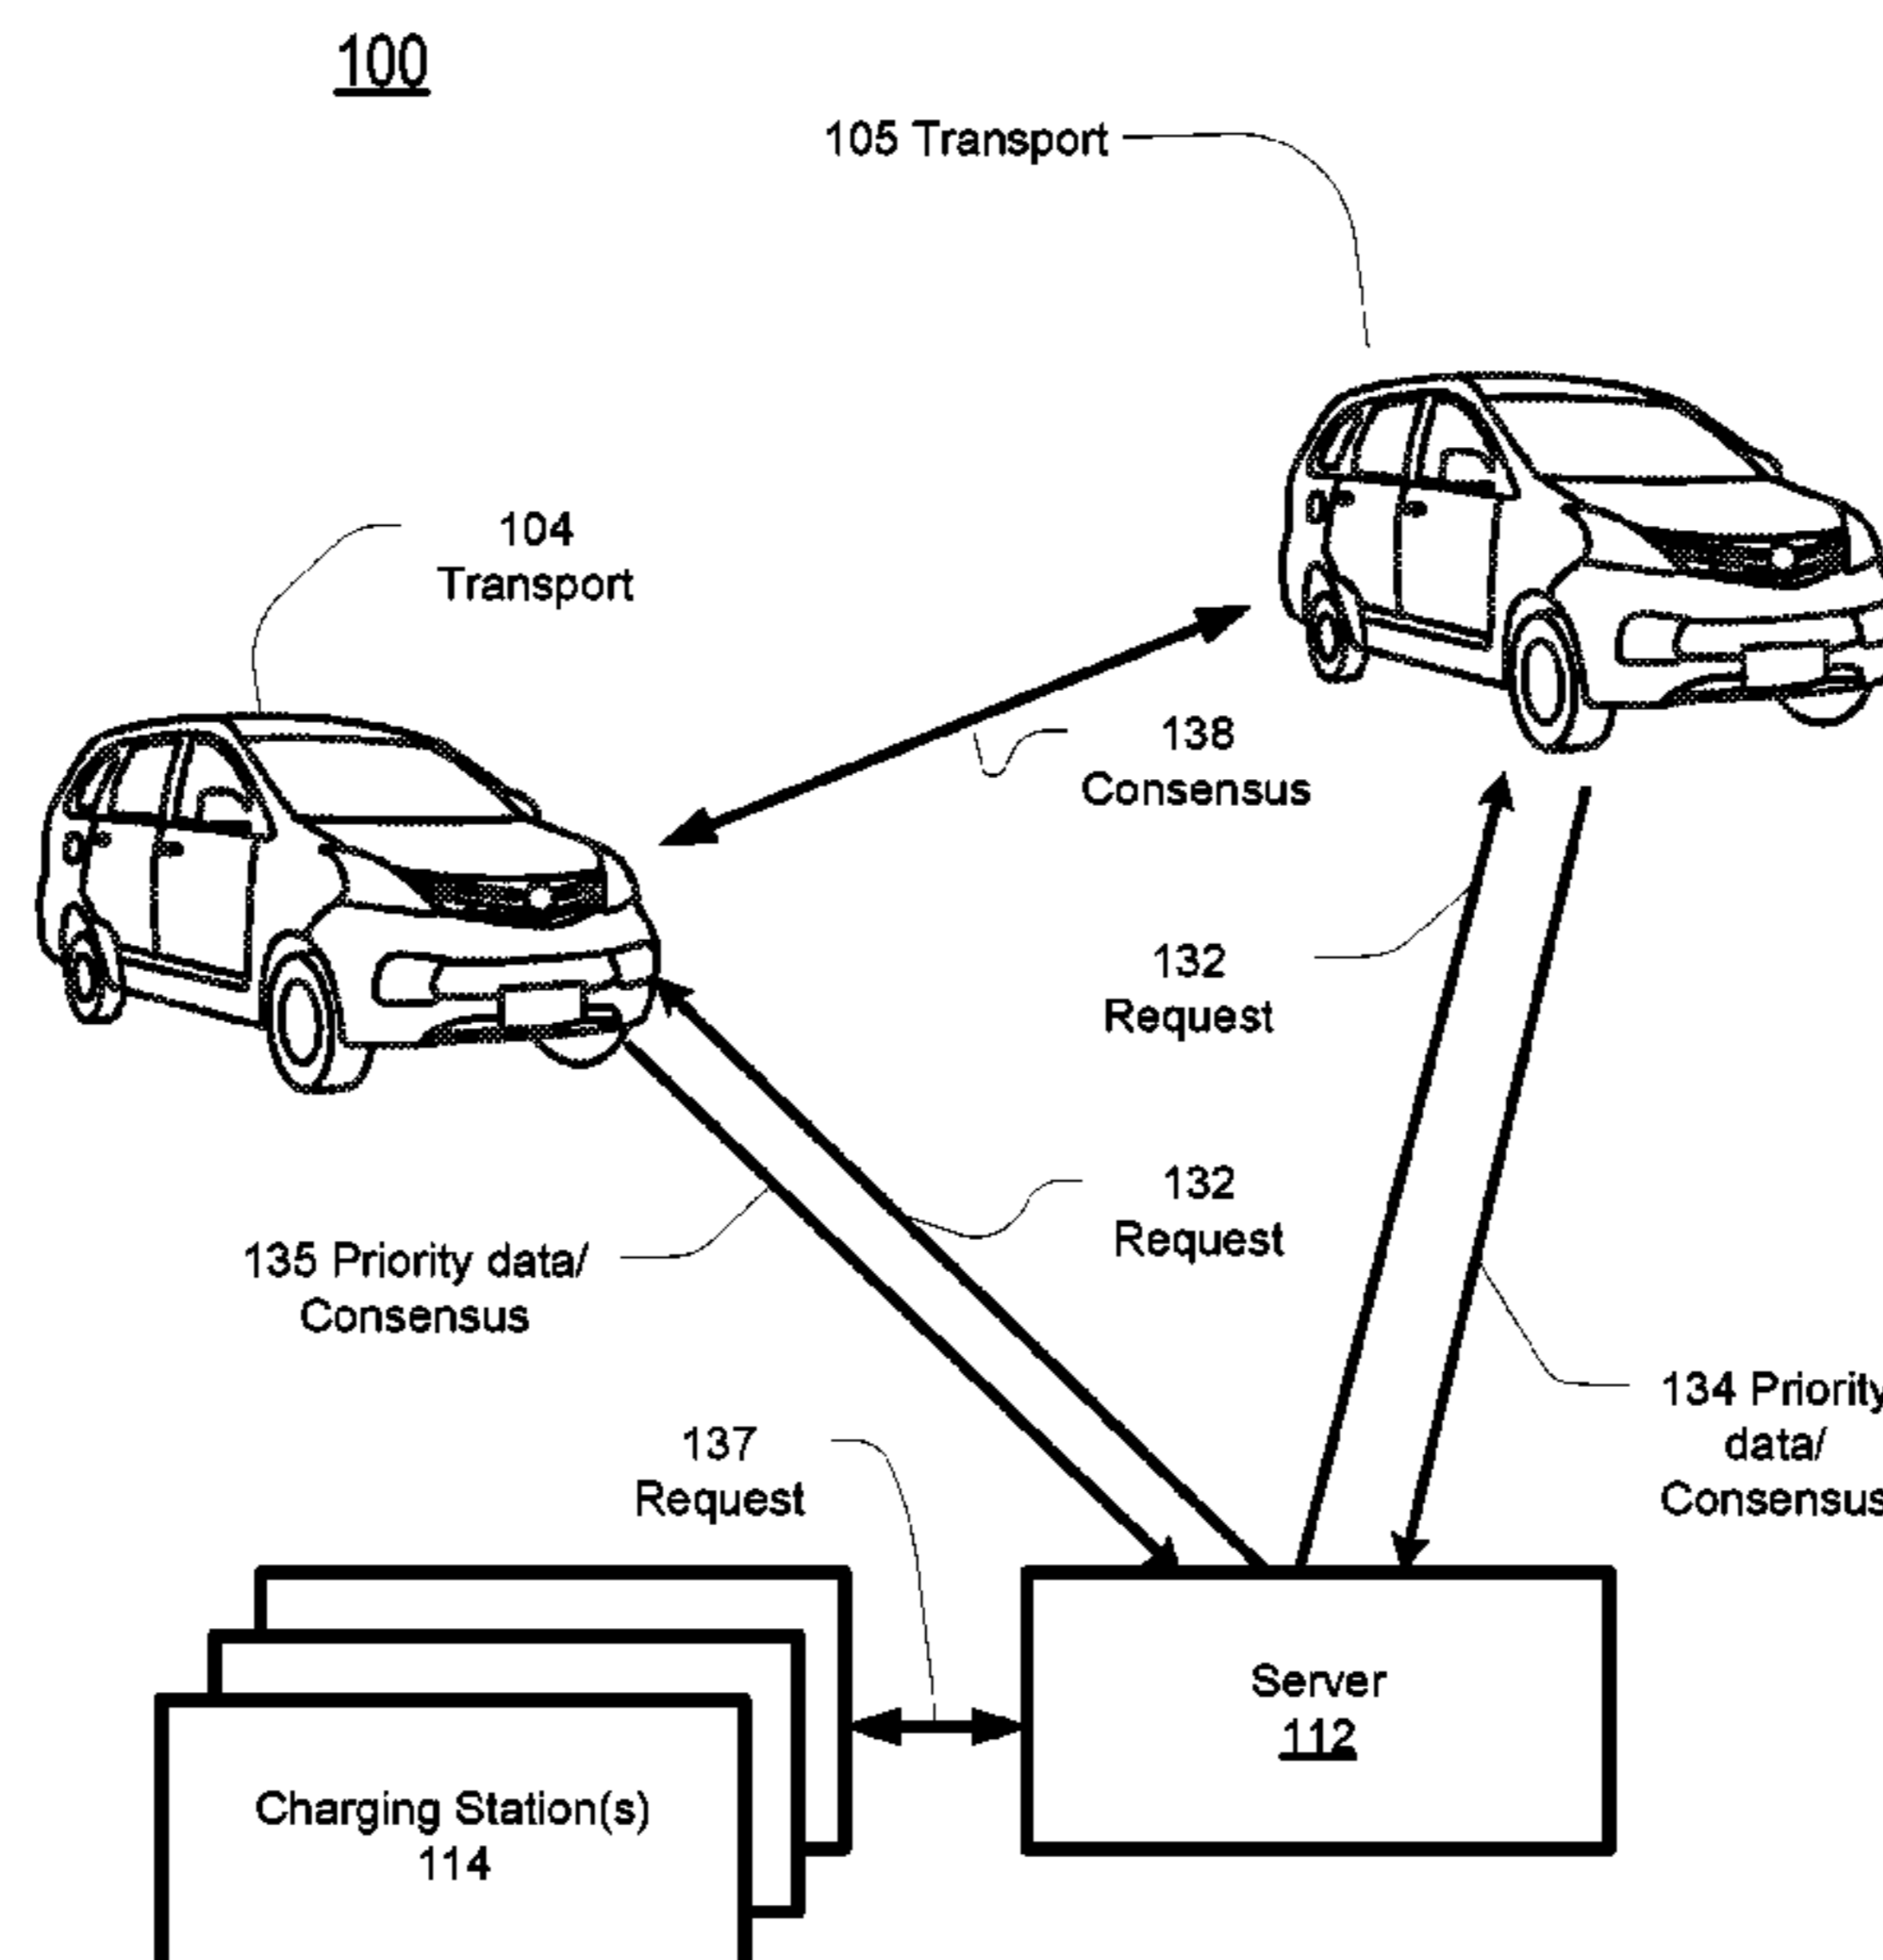 100
105 Transport
104
Transport
138
Consensus
132
Request
132
Request
135 Priority data/
Consensus
134 Priority
data/
Consensus
137
Request
Server
112
Charging Station(s)
114